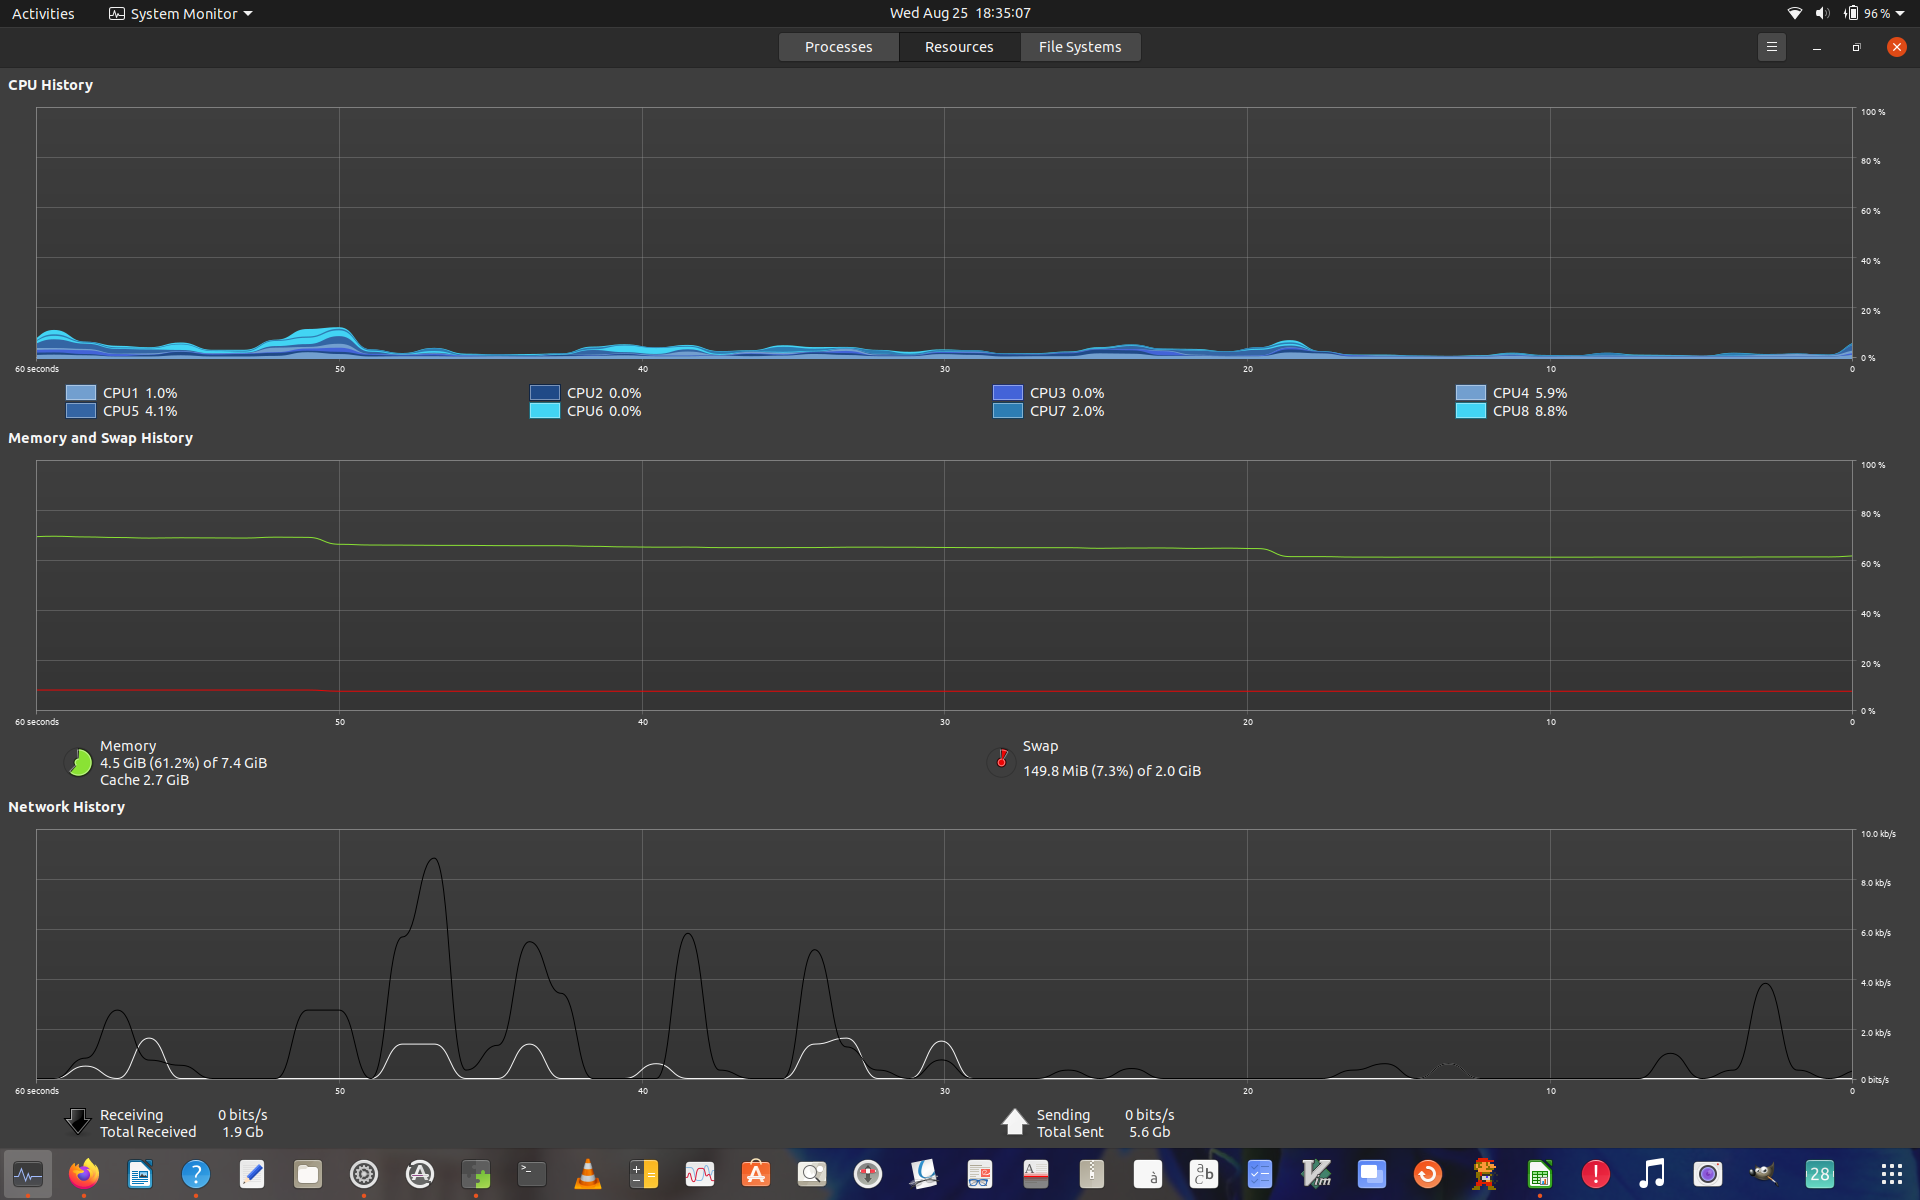 Activities System Monitor Wed Aug 25 18:35:07 96 %
Processes Resources File Systems
CPU History
100 %
80 %
60 %
40 %
20 %
0 %
60 seconds 50 40 30 20 10 0
CPU1 1.0% CPU2 0.0% CPU3 0.0% CPU4 5.9%
CPU5 4.1% CPU6 0.0% CPU7 2.0% CPU8 8.8%
Memory and Swap History
100 %
80 %
60 %
40 %
20 %
0 %
60 seconds 50 40 30 20 10 0
Memory Swap
4.5 GiB (61.2%) of 7.4 GiB 149.8 MiB (7.3%) of 2.0 GiB
Cache 2.7 GiB
Network History
10.0 kb/s
8.0 kb/s
6.0 kb/s
4.0 kb/s
2.0 kb/s
0 bits/s
60 seconds 50 40 30 20 10 0
Receiving 0 bits/s Sending 0 bits/s
Total Received 1.9 Gb Total Sent 5.6 Gb
? >_ A à a b c Vim ! 28